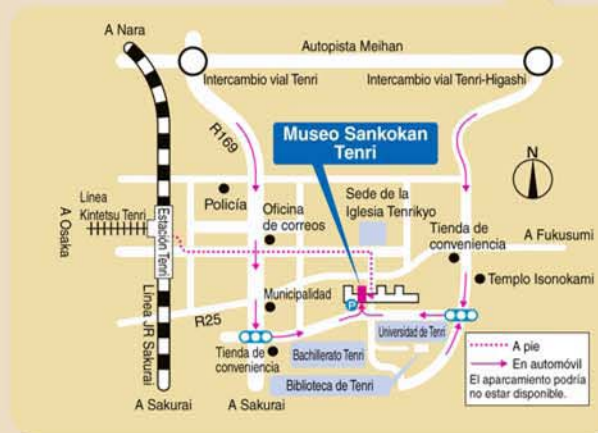 A Nara
Autopista Meihan
Intercambio vial Tenri
Intercambio vial Tenri-Higashi
R169
Museo Sankokan
Tenri
N
Línea
Kintetsu Tenri
A Osaka
Estación Tenri
Policía
Oficina
de correos
Sede de la
Iglesia Tenrikyo
Tienda de
conveniencia
A Fukusumi
Templo Isonokami
Línea JR Sakurai
Municipalidad
P
R25
Tienda de
conveniencia
Bachillerato Tenri
Universidad de Tenri
Biblioteca de Tenri
A Sakurai
A Sakurai
A pie
En automóvil
El aparcamiento podría
no estar disponible.